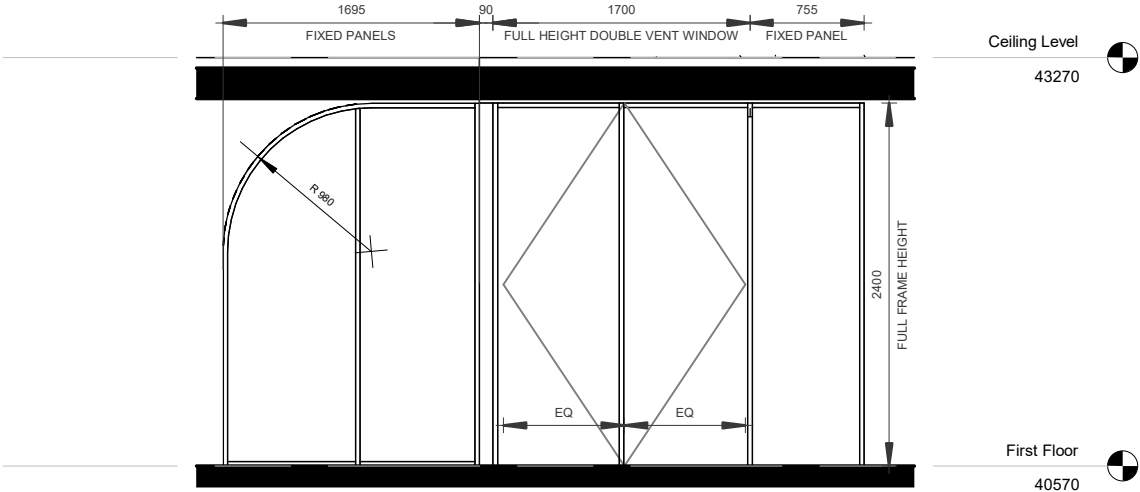 1695
90
1700
755
FIXED PANELS
FULL HEIGHT DOUBLE VENT WINDOW
FIXED PANEL
Ceiling Level
43270
R 980
2400
FULL FRAME HEIGHT
EQ
EQ
First Floor
40570